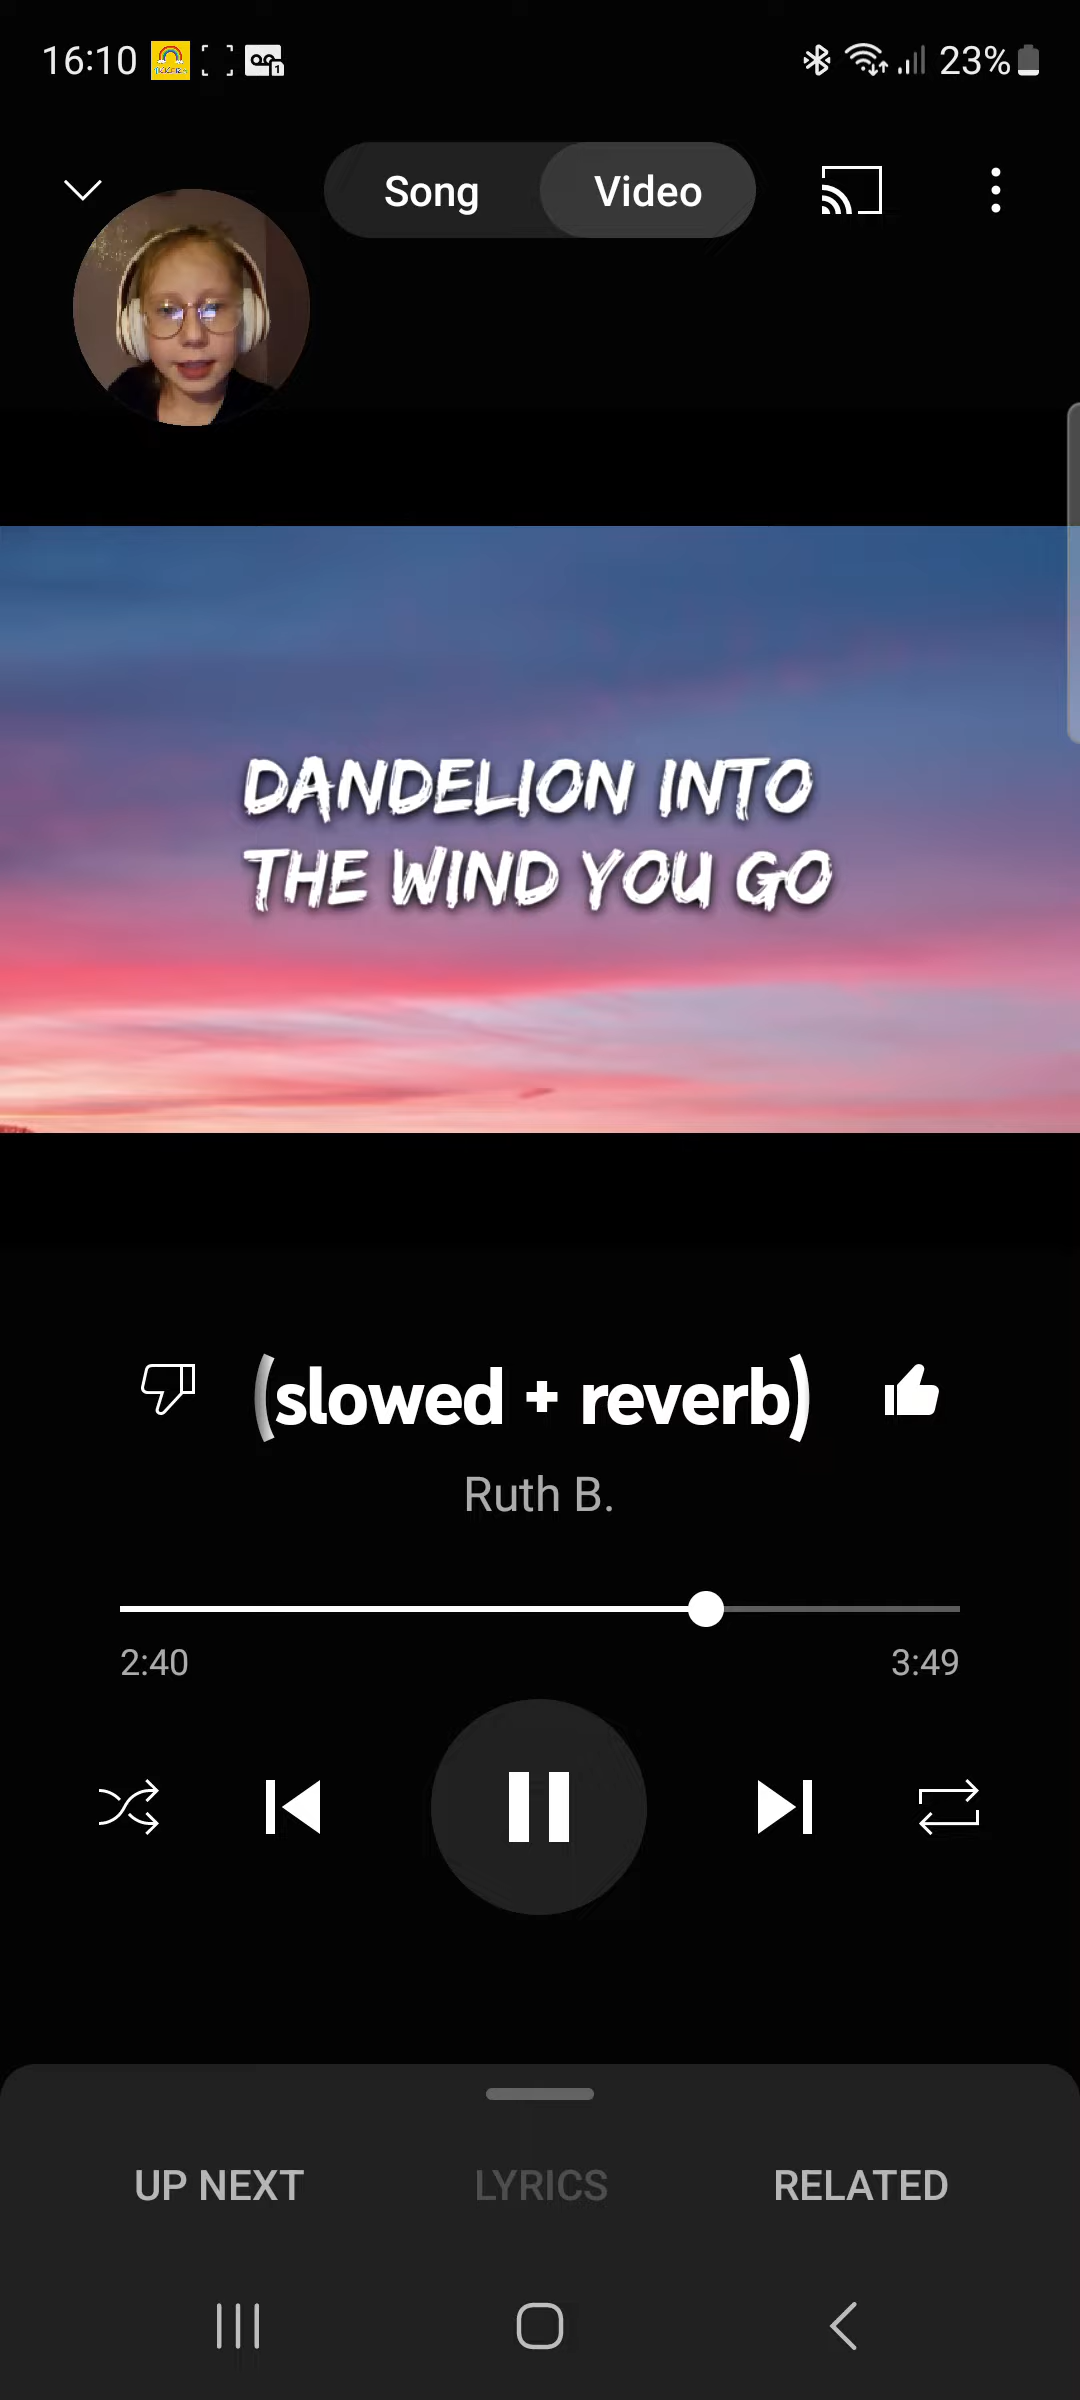 16:10
23%
Song
Video
DANDELION INTO
THE WIND YOU GO
(slowed + reverb)
Ruth B.
2:40
3:49
UP NEXT
LYRICS
RELATED